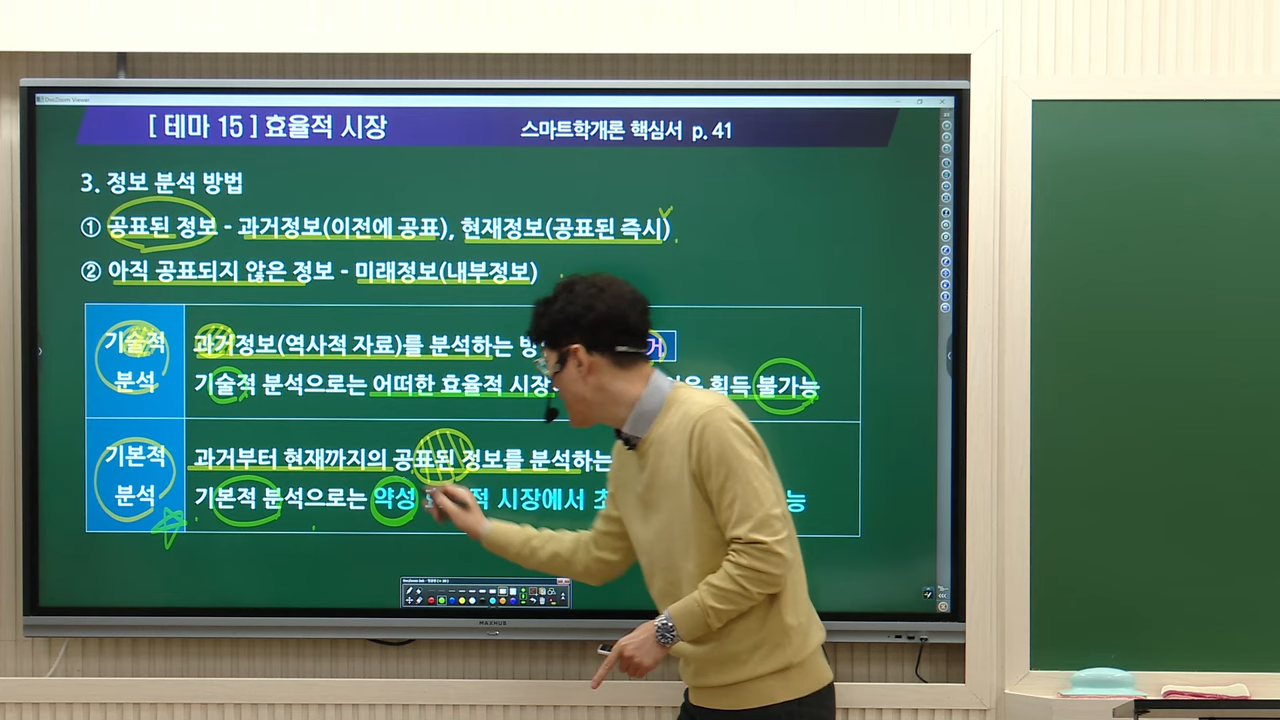 DocZoom Viewer
[ 테마 15 ] 효율적 시장 스마트학개론 핵심서 p. 41
3. 정보 분석 방법
① 공표된 정보 - 과거정보(이전에 공표), 현재정보(공표된 즉시)
② 아직 공표되지 않은 정보 - 미래정보(내부정보)
기술적 분석
과거정보(역사적 자료)를 분석하는
기술적 분석으로는 어떠한 효율적 시장 획득 불가능
기본적 분석
과거부터 현재까지의 공표된 정보를 분석하는
기본적 분석으로는 약성 시장에서
MAXHUB